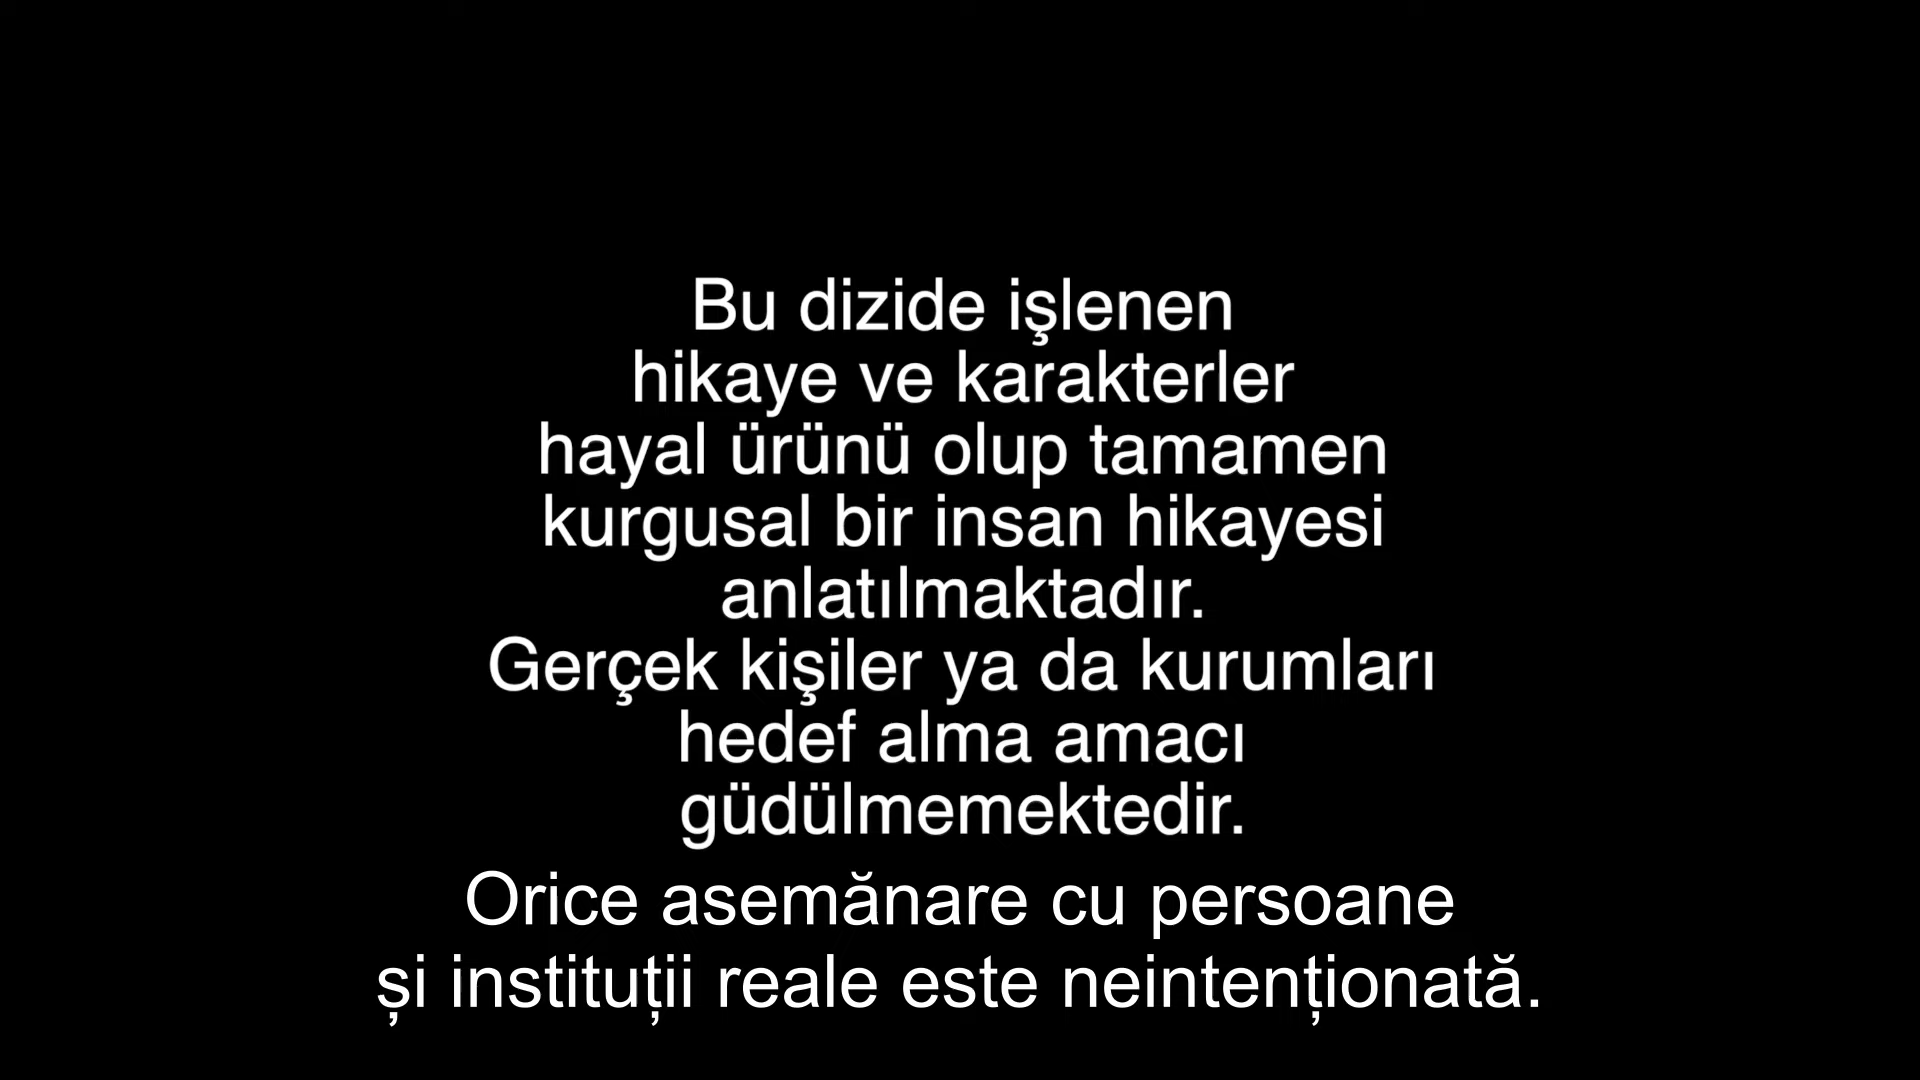 Bu dizide işlenen
hikaye ve karakterler
hayal ürünü olup tamamen
kurgusal bir insan hikayesi
anlatılmaktadır.
Gerçek kişiler ya da kurumları
hedef alma amacı
güdülmemektedir.
Orice asemănare cu persoane
și instituții reale este neintenționată.